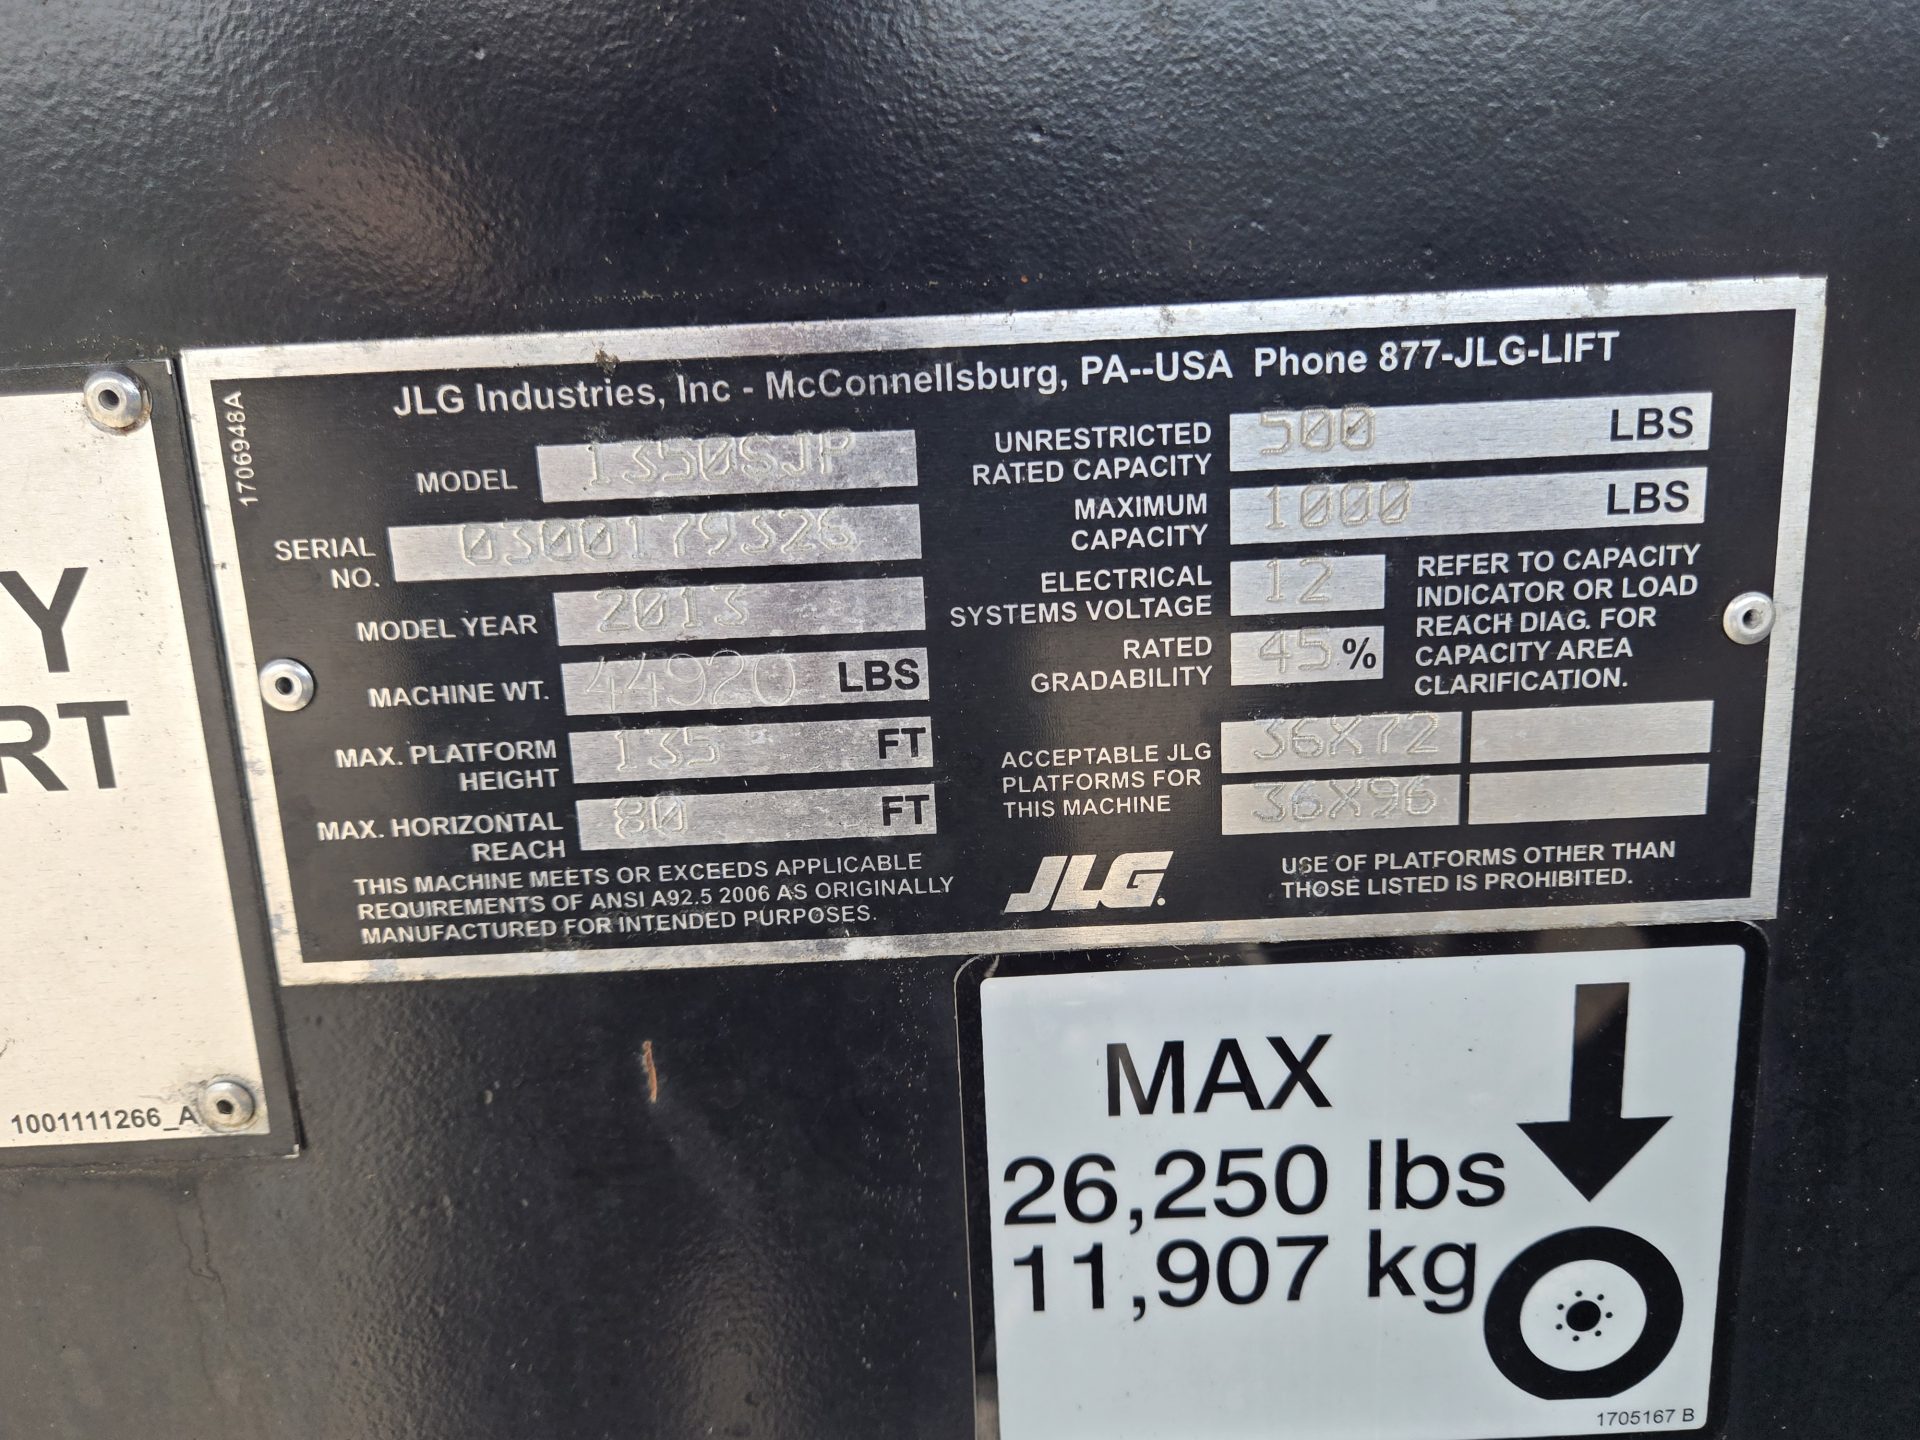 Y
RT
1001111266_A
1706948A
JLG Industries, Inc - McConnellsburg, PA--USA Phone 877-JLG-LIFT
MODEL 1350SJP
SERIAL NO. 0300179326
MODEL YEAR 2013
MACHINE WT. 44920 LBS
MAX. PLATFORM HEIGHT 135 FT
MAX. HORIZONTAL REACH 80 FT
THIS MACHINE MEETS OR EXCEEDS APPLICABLE
REQUIREMENTS OF ANSI A92.5 2006 AS ORIGINALLY
MANUFACTURED FOR INTENDED PURPOSES.
UNRESTRICTED RATED CAPACITY 500 LBS
MAXIMUM CAPACITY 1000 LBS
ELECTRICAL SYSTEMS VOLTAGE 12
RATED GRADABILITY 45 %
REFER TO CAPACITY
INDICATOR OR LOAD
REACH DIAG. FOR
CAPACITY AREA
CLARIFICATION.
ACCEPTABLE JLG
PLATFORMS FOR
THIS MACHINE
36X72
36X96
JLG.
USE OF PLATFORMS OTHER THAN
THOSE LISTED IS PROHIBITED.
MAX
26,250 lbs
11,907 kg
1705167 B